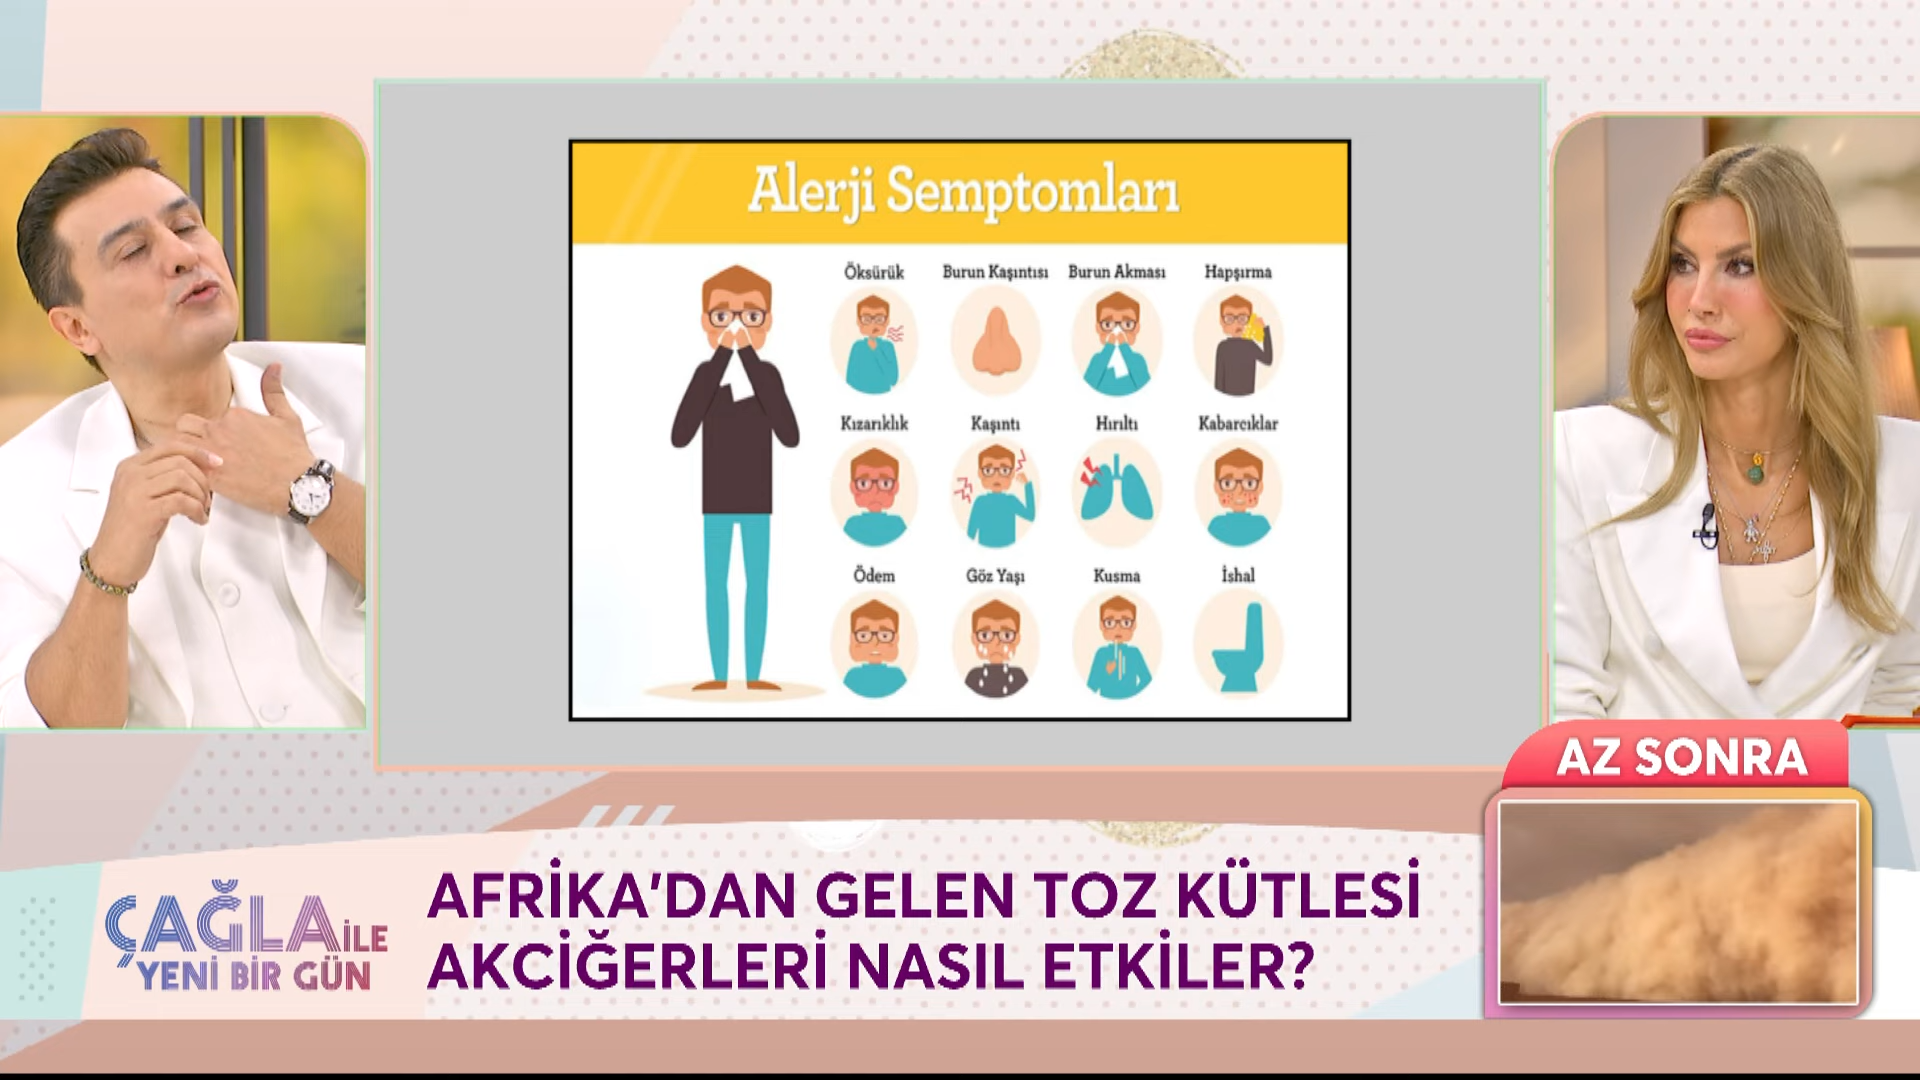 Alerji Semptomları
Öksürük
Burun Kaşıntısı
Burun Akması
Hapşırma
Kızarıklık
Kaşıntı
Hırıltı
Kabarcıklar
Ödem
Göz Yaşı
Kusma
İshal
AZ SONRA
ÇAĞLA İLE
YENİ BİR GÜN
AFRİKA'DAN GELEN TOZ KÜTLESİ
AKCİĞERLERİ NASIL ETKİLER?